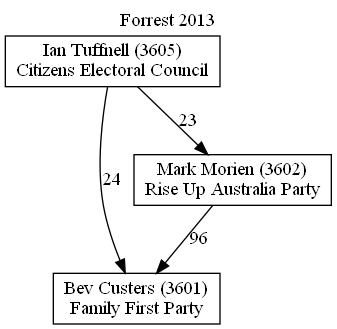 Forrest 2013
Ian Tuffnell (3605)
Citizens Electoral Council
23
Mark Morien (3602)
Rise Up Australia Party
24
96
Bev Custers (3601)
Family First Party